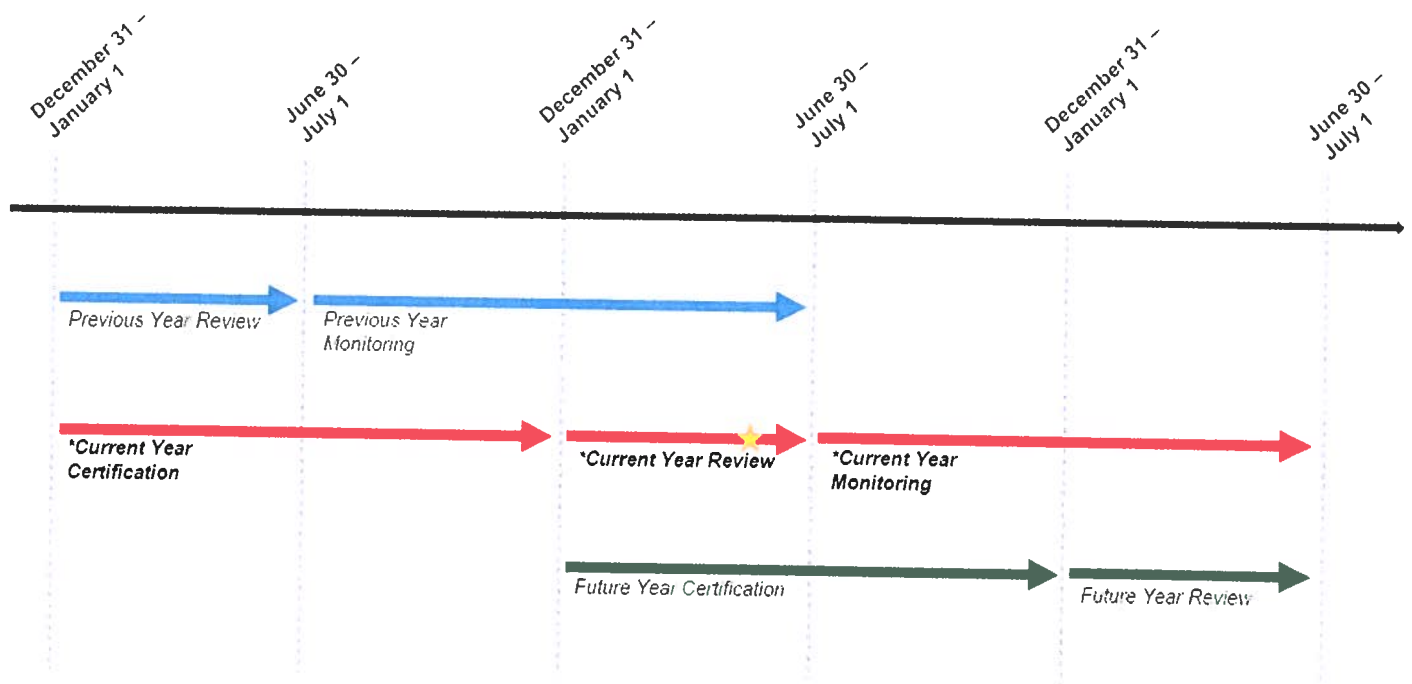 December 31 –
January 1
June 30 –
July 1
December 31 –
January 1
June 30 –
July 1
December 31 –
January 1
June 30 –
July 1
Previous Year Review
Previous Year
Monitoring
*Current Year
Certification
*Current Year Review
*Current Year
Monitoring
Future Year Certification
Future Year Review